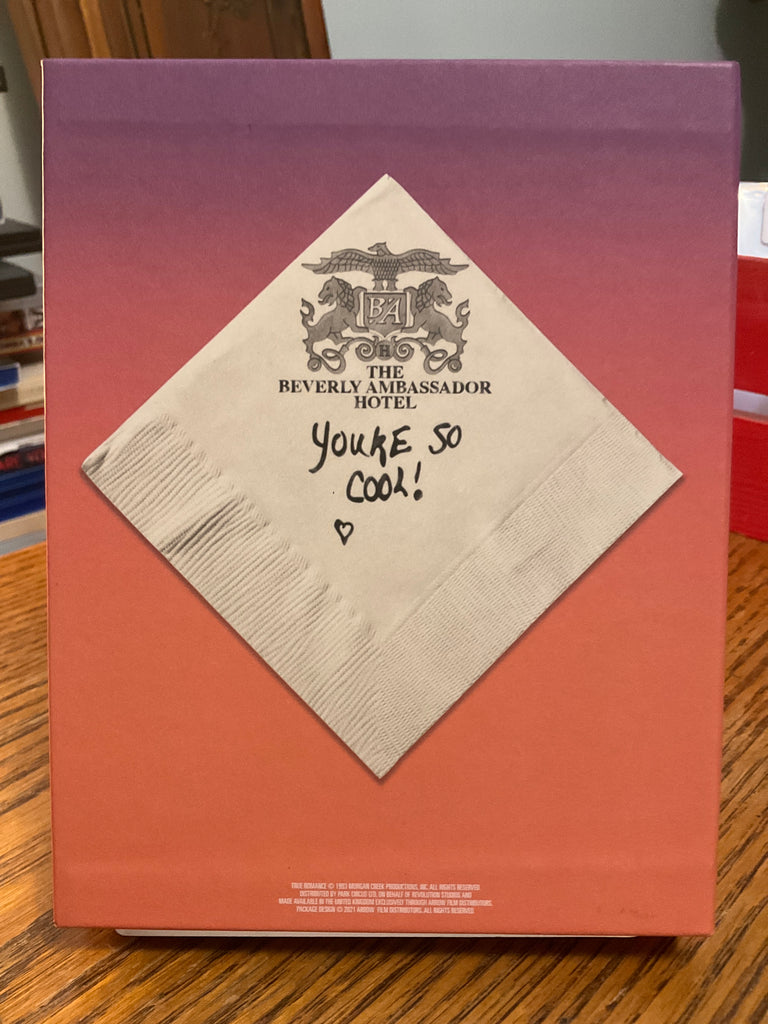 BA
H
THE
BEVERLY AMBASSADOR
HOTEL
YOU'RE SO
COOL!
TRUE ROMANCE © 1993 MORGAN CREEK PRODUCTIONS, INC. ALL RIGHTS RESERVED.
DISTRIBUTED BY PARK CIRCUS LTD. ON BEHALF OF REVOLUTION STUDIOS AND
MADE AVAILABLE IN THE UNITED KINGDOM EXCLUSIVELY THROUGH ARROW FILM DISTRIBUTORS.
PACKAGE DESIGN © 2021 ARROW FILM DISTRIBUTORS. ALL RIGHTS RESERVED